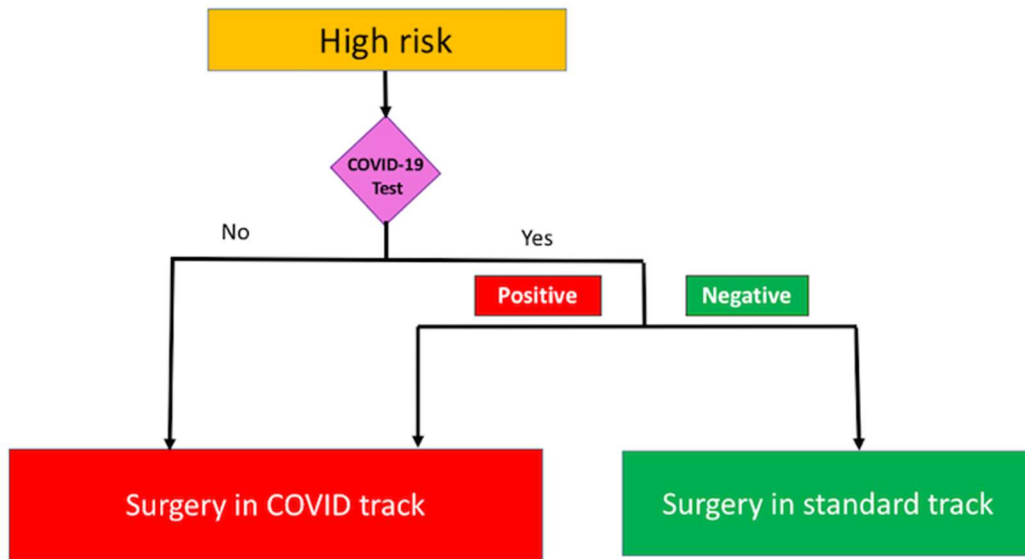 High risk
COVID-19
Test
No
Yes
Positive
Negative
Surgery in COVID track
Surgery in standard track